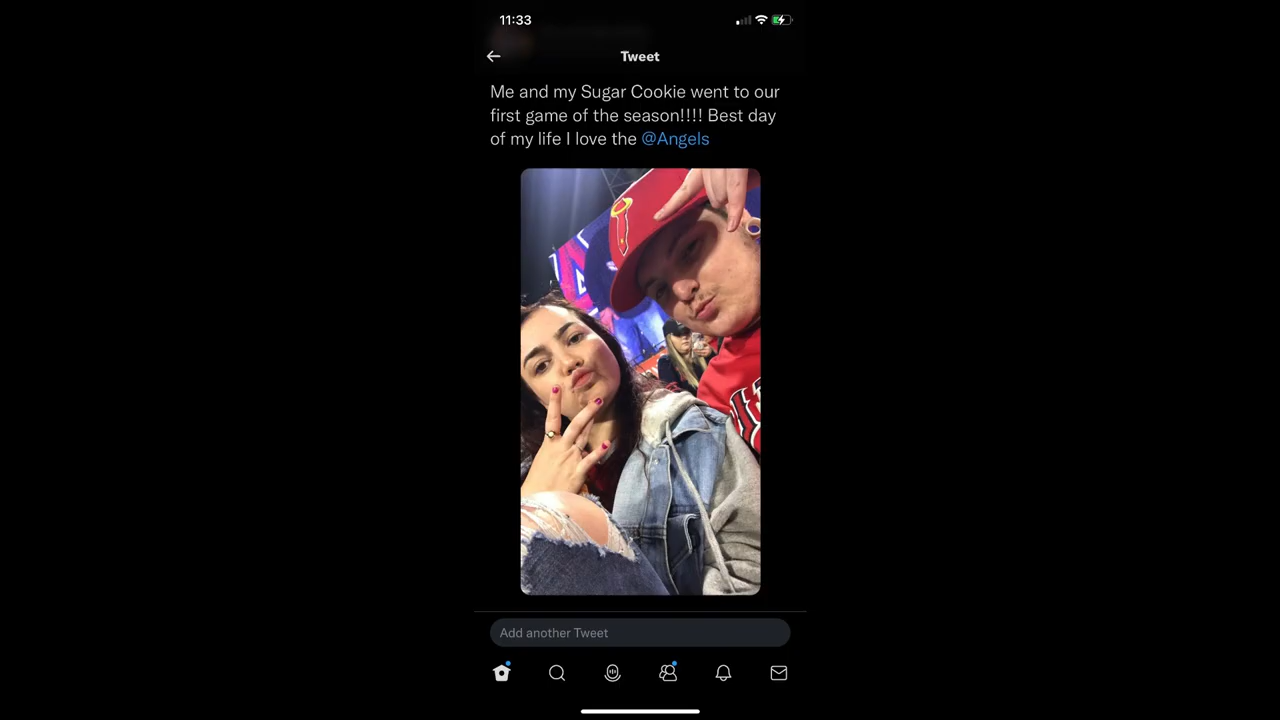 11:33
Tweet
Me and my Sugar Cookie went to our
first game of the season!!!! Best day
of my life I love the @Angels
Add another Tweet